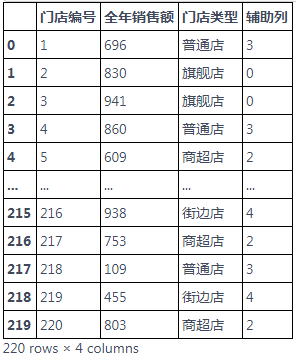 门店编号 全年销售额 门店类型 辅助列
0 1 696 普通店 3
1 2 830 旗舰店 0
2 3 941 旗舰店 0
3 4 860 普通店 3
4 5 609 商超店 2
... ... ... ... ...
215 216 938 街边店 4
216 217 753 商超店 2
217 218 109 普通店 3
218 219 455 街边店 4
219 220 803 商超店 2
220 rows × 4 columns